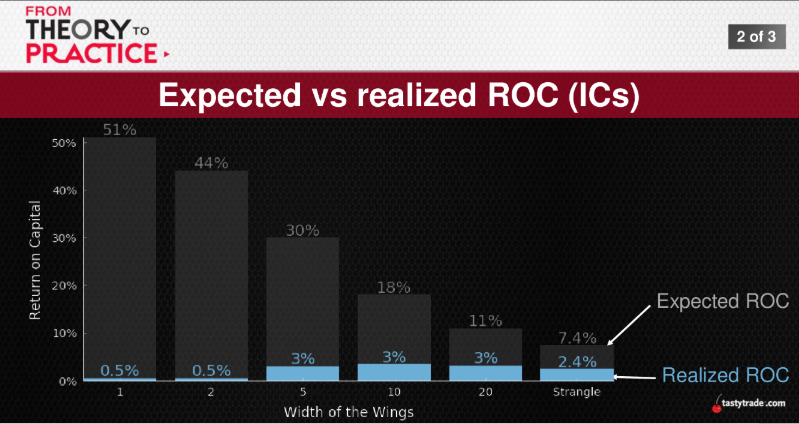 FROM
THEORY TO
PRACTICE
2 of 3
Expected vs realized ROC (ICs)
Return on Capital
50%
40%
30%
20%
10%
0%
51%
44%
30%
18%
11%
7.4%
0.5%
0.5%
3%
3%
3%
2.4%
Expected ROC
Realized ROC
1
2
5
10
20
Strangle
Width of the Wings
tastytrade.com